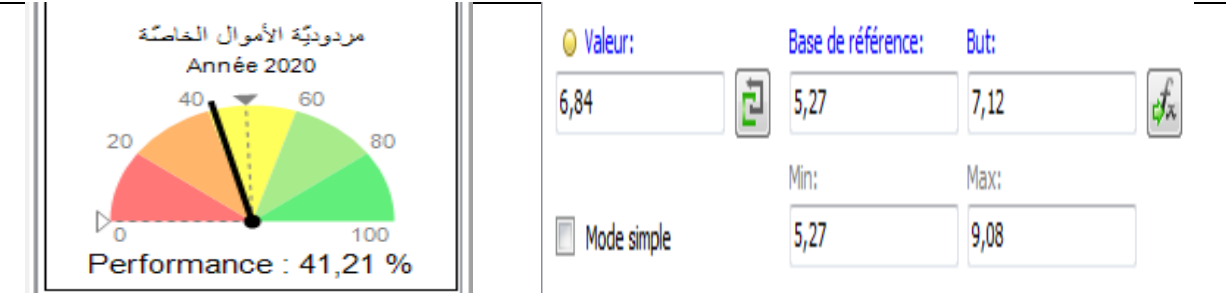 مردوديّة الأموال الخاصّة
Année 2020
40 60
20 80
0 100
Performance : 41,21 %
Valeur: Base de référence: But:
6,84 5,27 7,12
Min: Max:
Mode simple 5,27 9,08